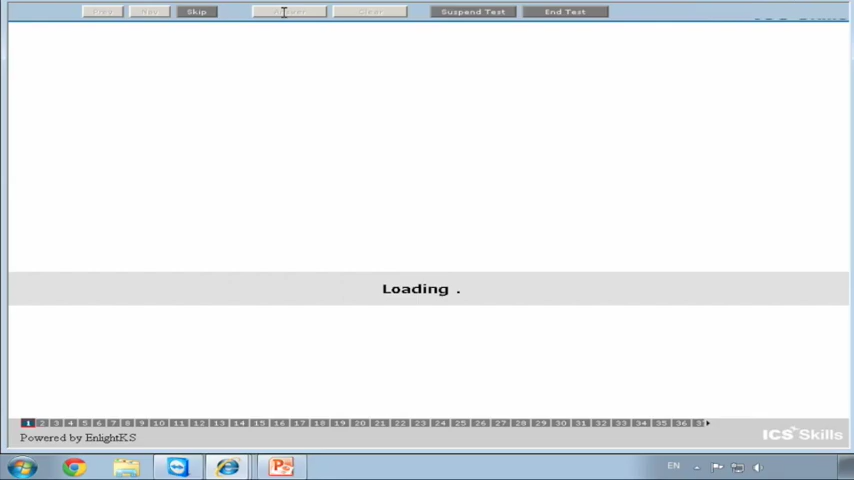 Skip Suspend Test End Test
Loading .
1 2 3 4 5 6 7 8 9 10 11 12 13 14 15 16 17 18 19 20 21 22 23 24 25 26 27 28 29 30 31 32 33 34 35 36
Powered by EnlightKS
ICS Skills
EN